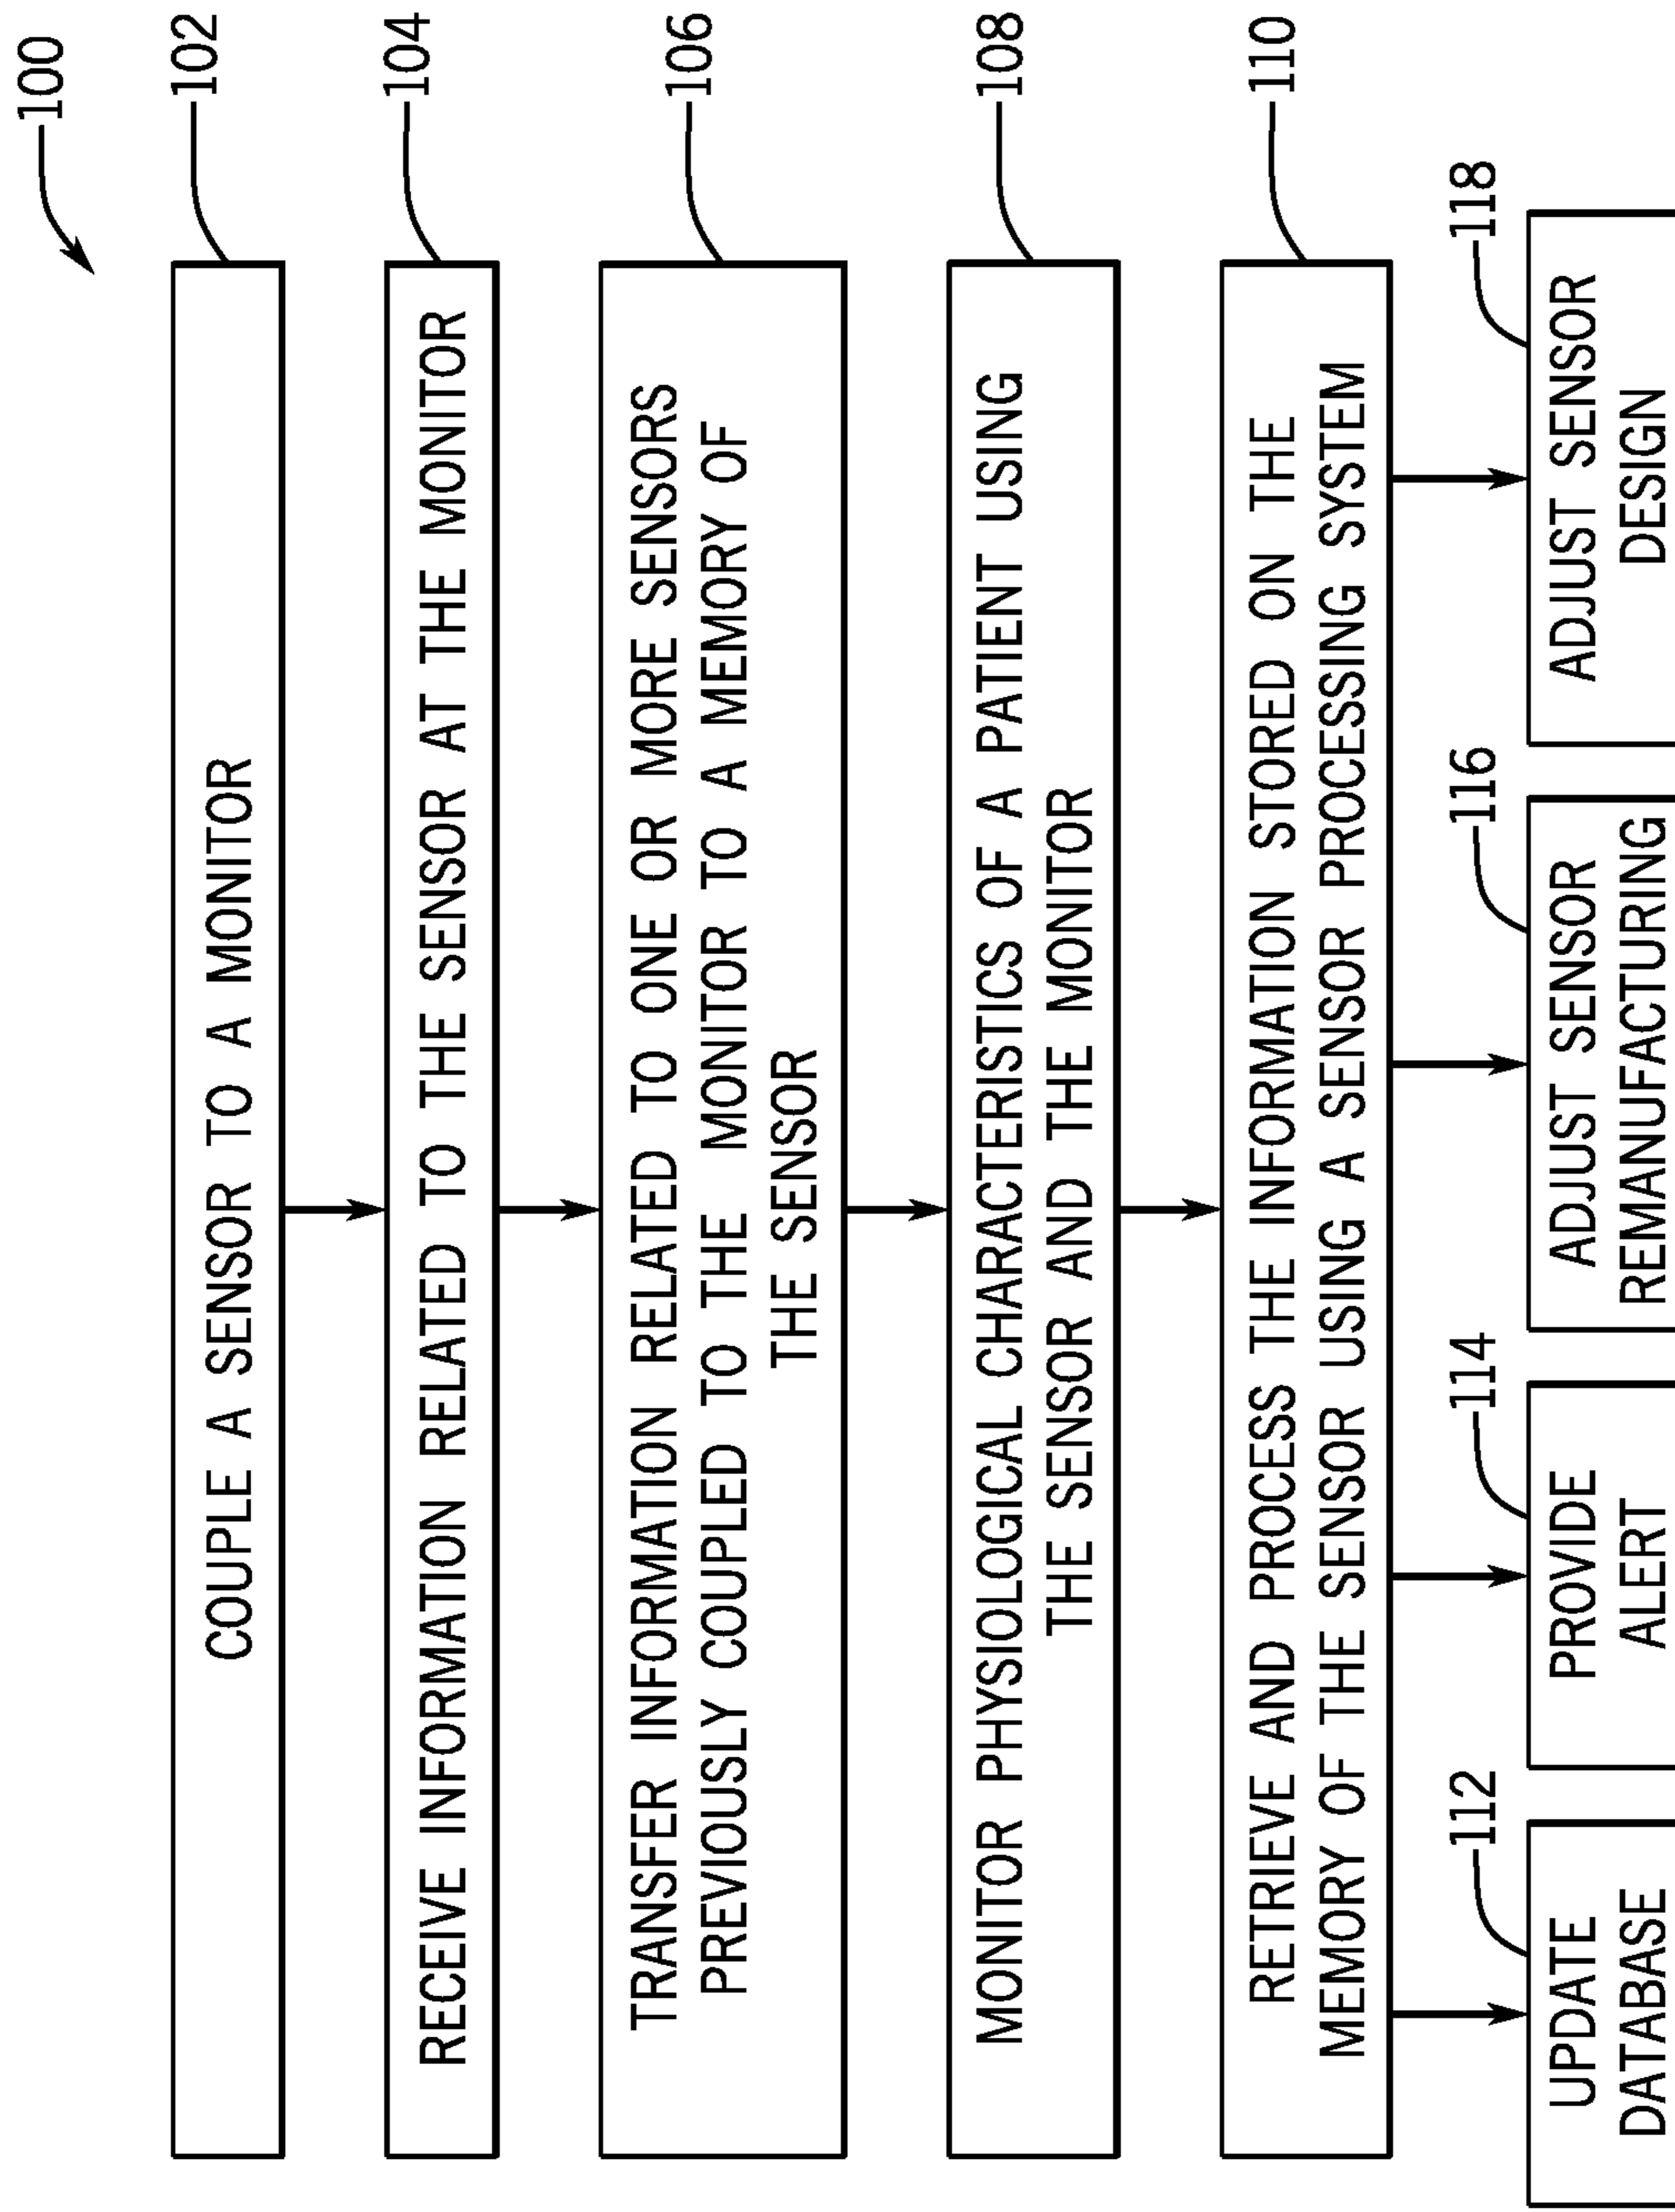 100
COUPLE A SENSOR TO A MONITOR
102
RECEIVE INFORMATION RELATED TO THE SENSOR AT THE MONITOR
104
TRANSFER INFORMATION RELATED TO ONE OR MORE SENSORS
PREVIOUSLY COUPLED TO THE MONITOR TO A MEMORY OF
THE SENSOR
106
MONITOR PHYSIOLOGICAL CHARACTERISTICS OF A PATIENT USING
THE SENSOR AND THE MONITOR
108
RETRIEVE AND PROCESS THE INFORMATION STORED ON THE
MEMORY OF THE SENSOR USING A SENSOR PROCESSING SYSTEM
110
112
UPDATE
DATABASE
114
PROVIDE
ALERT
116
ADJUST SENSOR
REMANUFACTURING
118
ADJUST SENSOR
DESIGN